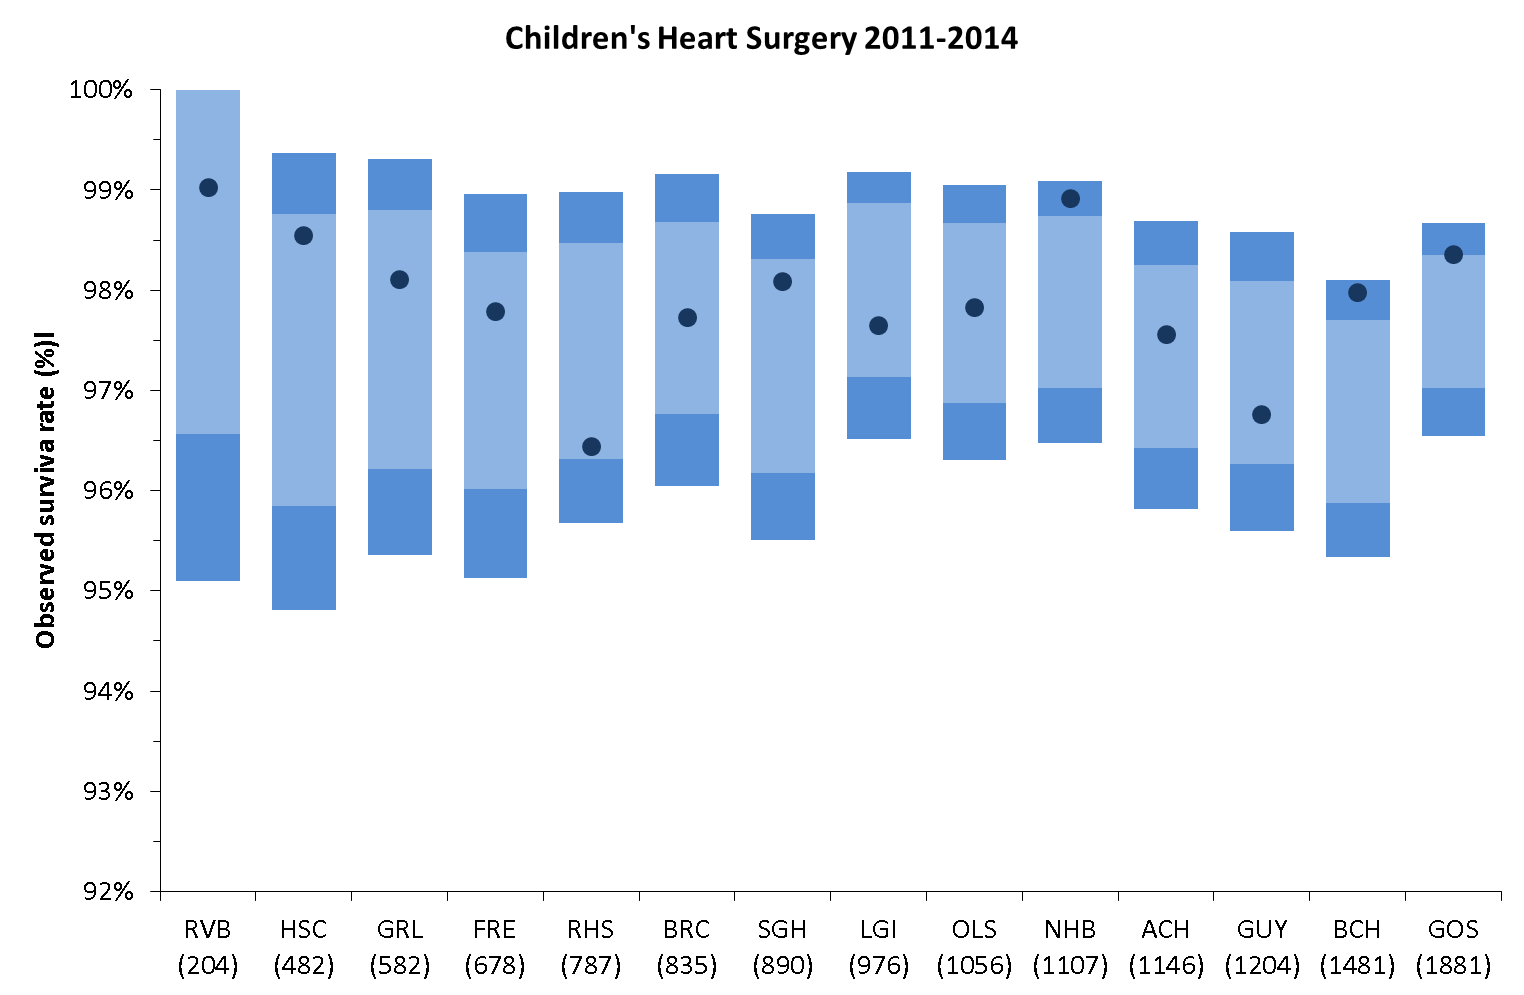 Children's Heart Surgery 2011-2014
Observed surviva rate (%)l
100%
99%
98%
97%
96%
95%
94%
93%
92%
RVB HSC GRL FRE RHS BRC SGH LGI OLS NHB ACH GUY BCH GOS
(204) (482) (582) (678) (787) (835) (890) (976) (1056) (1107) (1146) (1204) (1481) (1881)